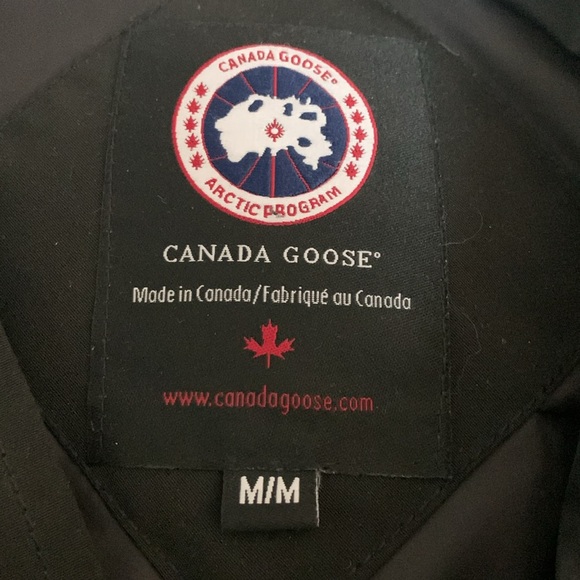 CANADA GOOSE®
ARCTIC PROGRAM
CANADA GOOSE®
Made in Canada/Fabriqué au Canada
www.canadagoose.com
M/M